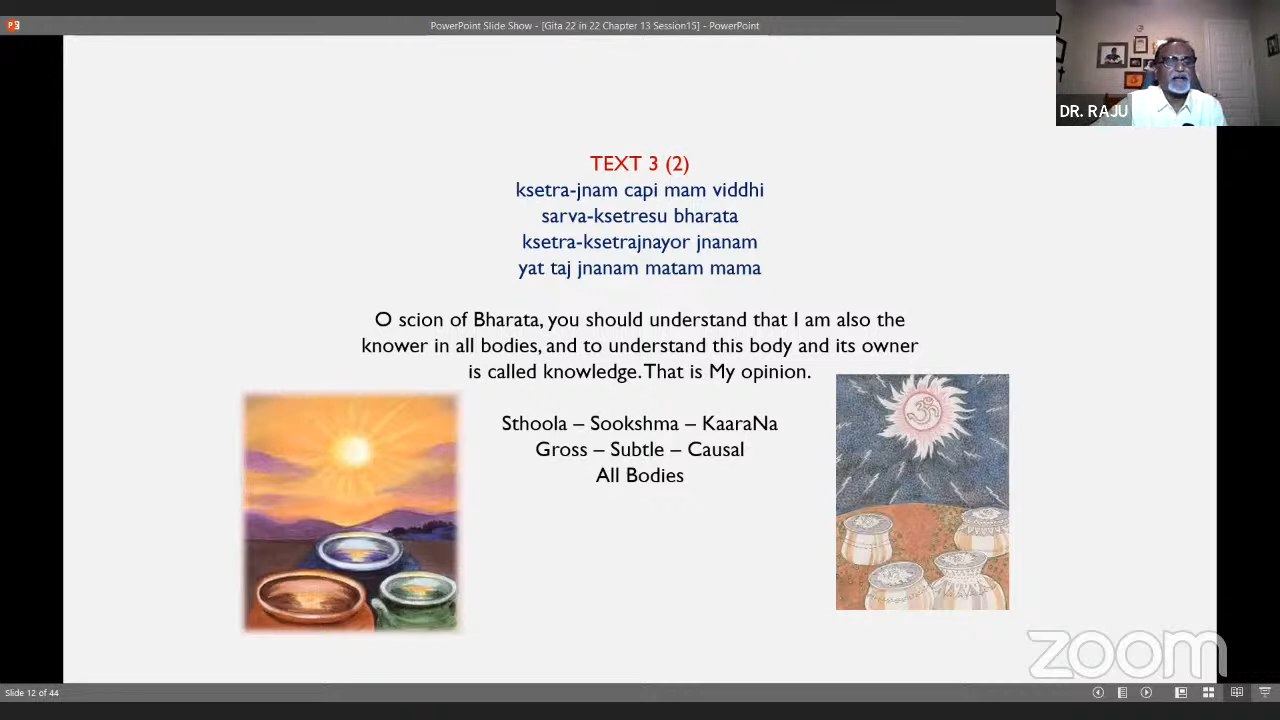 PowerPoint Slide Show - [Gita 22 in 22 Chapter 13 Session15] - PowerPoint
DR. RAJU
TEXT 3 (2)
ksetra-jnam capi mam viddhi
sarva-ksetresu bharata
ksetra-ksetrajnayor jnanam
yat taj jnanam matam mama
O scion of Bharata, you should understand that I am also the
knower in all bodies, and to understand this body and its owner
is called knowledge. That is My opinion.
Sthoola – Sookshma – KaaraNa
Gross – Subtle – Causal
All Bodies
ॐ
zoom
Slide 12 of 44